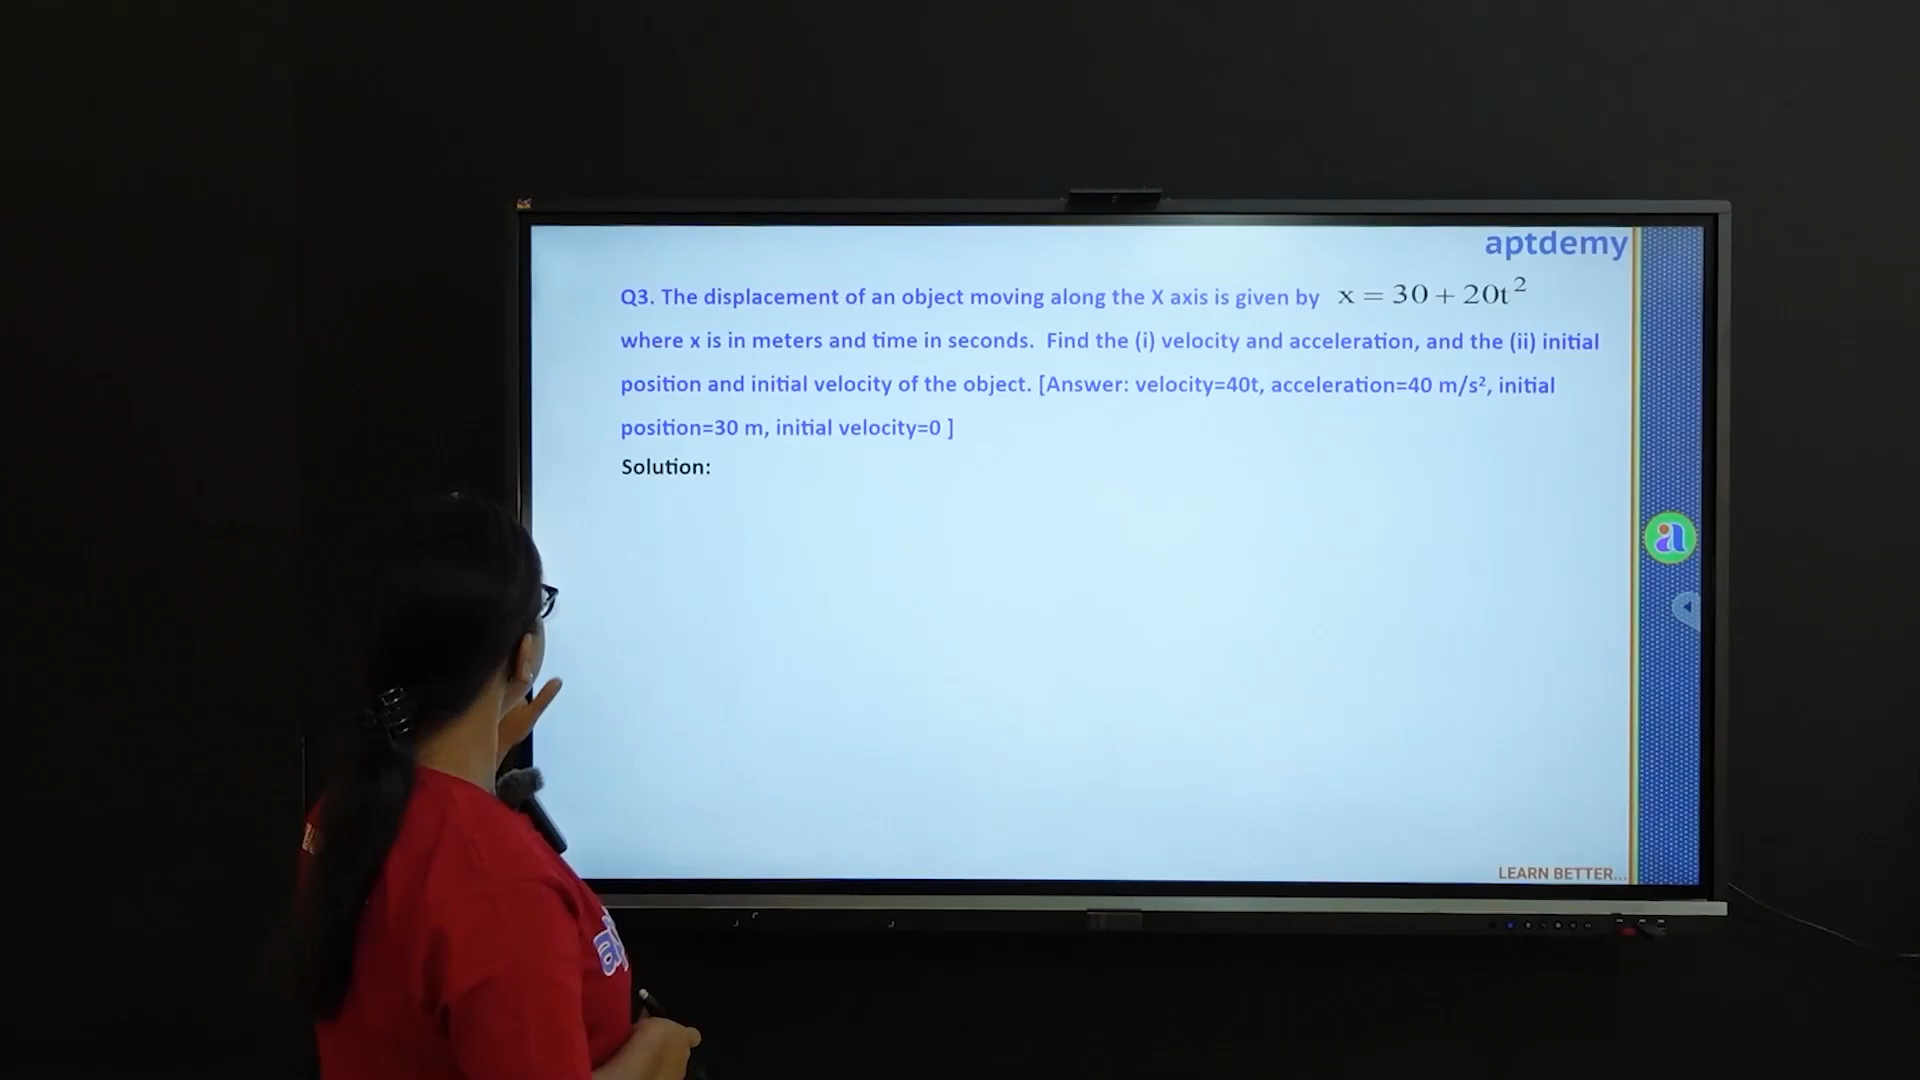 aptdemy
Q3. The displacement of an object moving along the X axis is given by x = 30 + 20t²
where x is in meters and time in seconds. Find the (i) velocity and acceleration, and the (ii) initial
position and initial velocity of the object. [Answer: velocity=40t, acceleration=40 m/s², initial
position=30 m, initial velocity=0 ]
Solution:
a
LEARN BETTER...